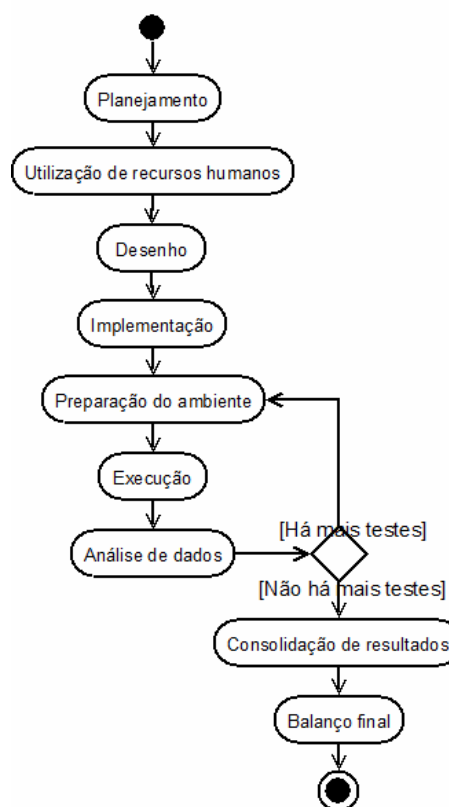 Planejamento
Utilização de recursos humanos
Desenho
Implementação
Preparação do ambiente
Execução
[Há mais testes]
Análise de dados
[Não há mais testes]
Consolidação de resultados
Balanço final